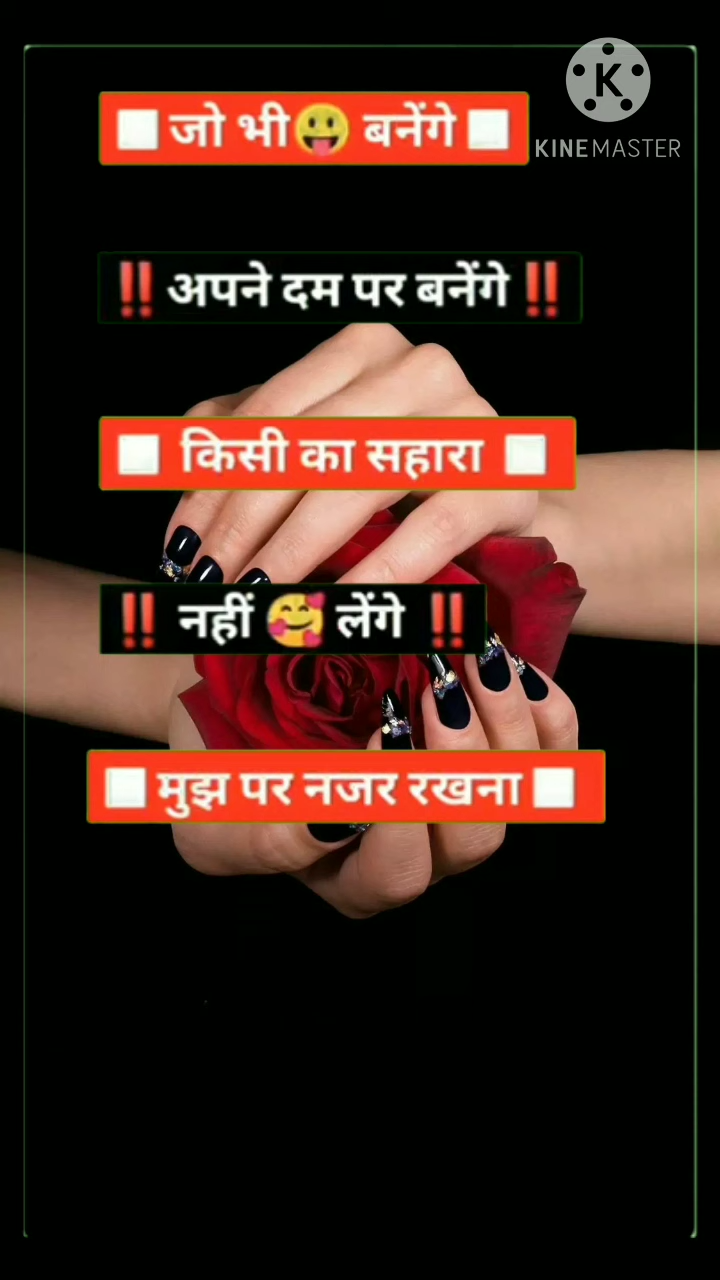 KINEMASTER
◻ जो भी😛 बनेंगे ◻
‼ अपने दम पर बनेंगे ‼
◻ किसी का सहारा ◻
‼ नहीं 🥰 लेंगे ‼
◻ मुझ पर नजर रखना ◻